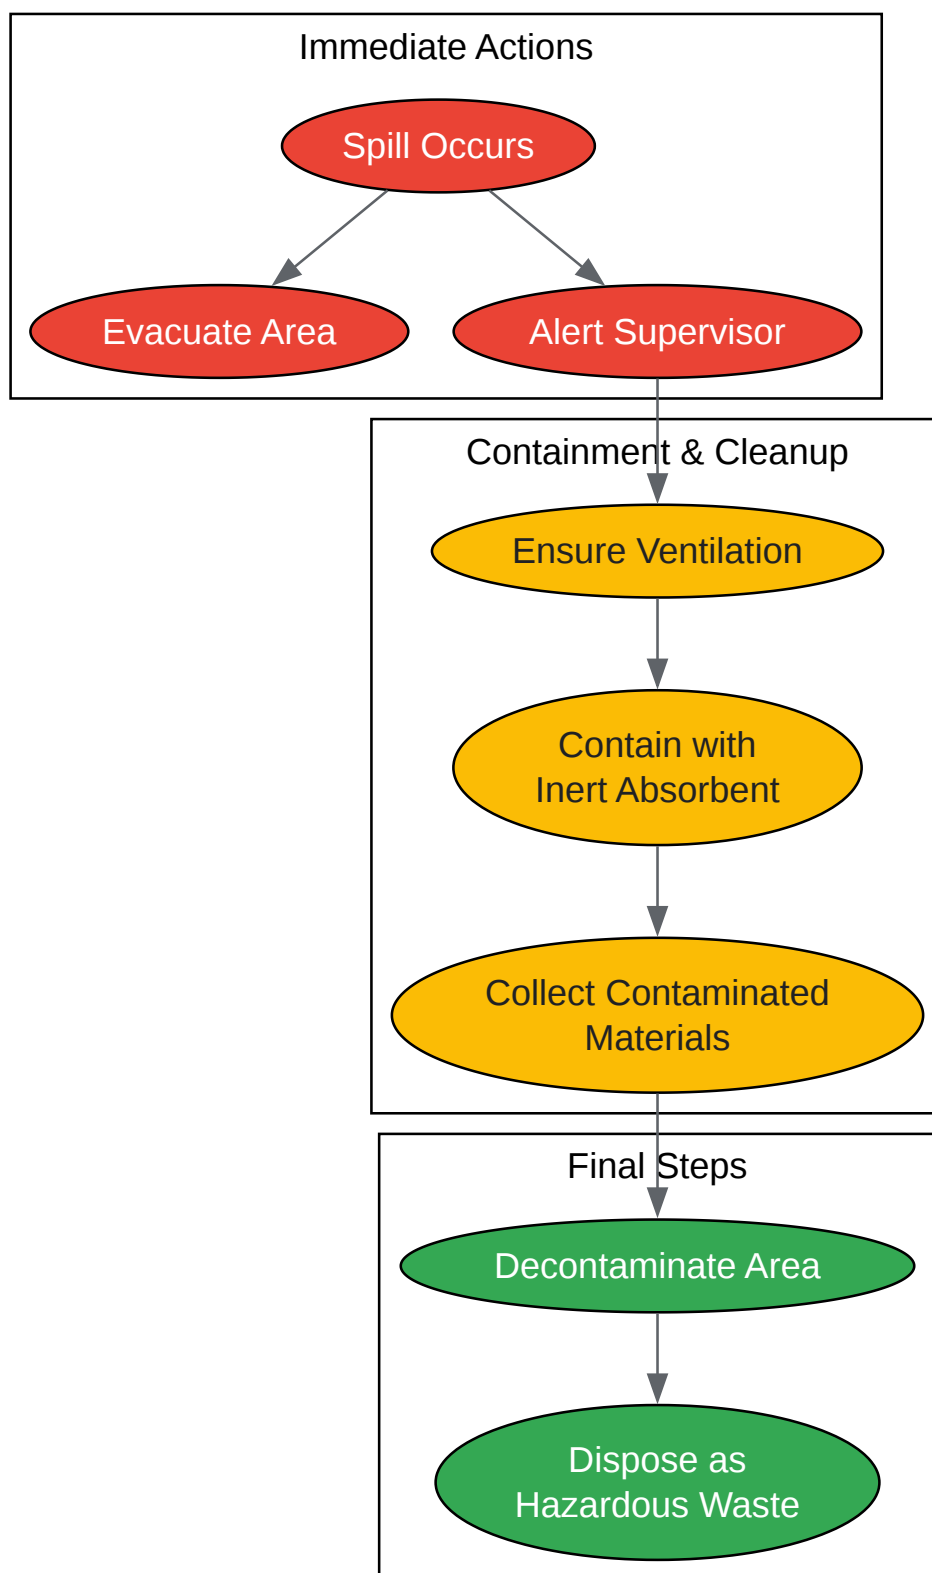 Immediate Actions
Spill Occurs
Evacuate Area
Alert Supervisor
Containment & Cleanup
Ensure Ventilation
Contain with
Inert Absorbent
Collect Contaminated
Materials
Final Steps
Decontaminate Area
Dispose as
Hazardous Waste